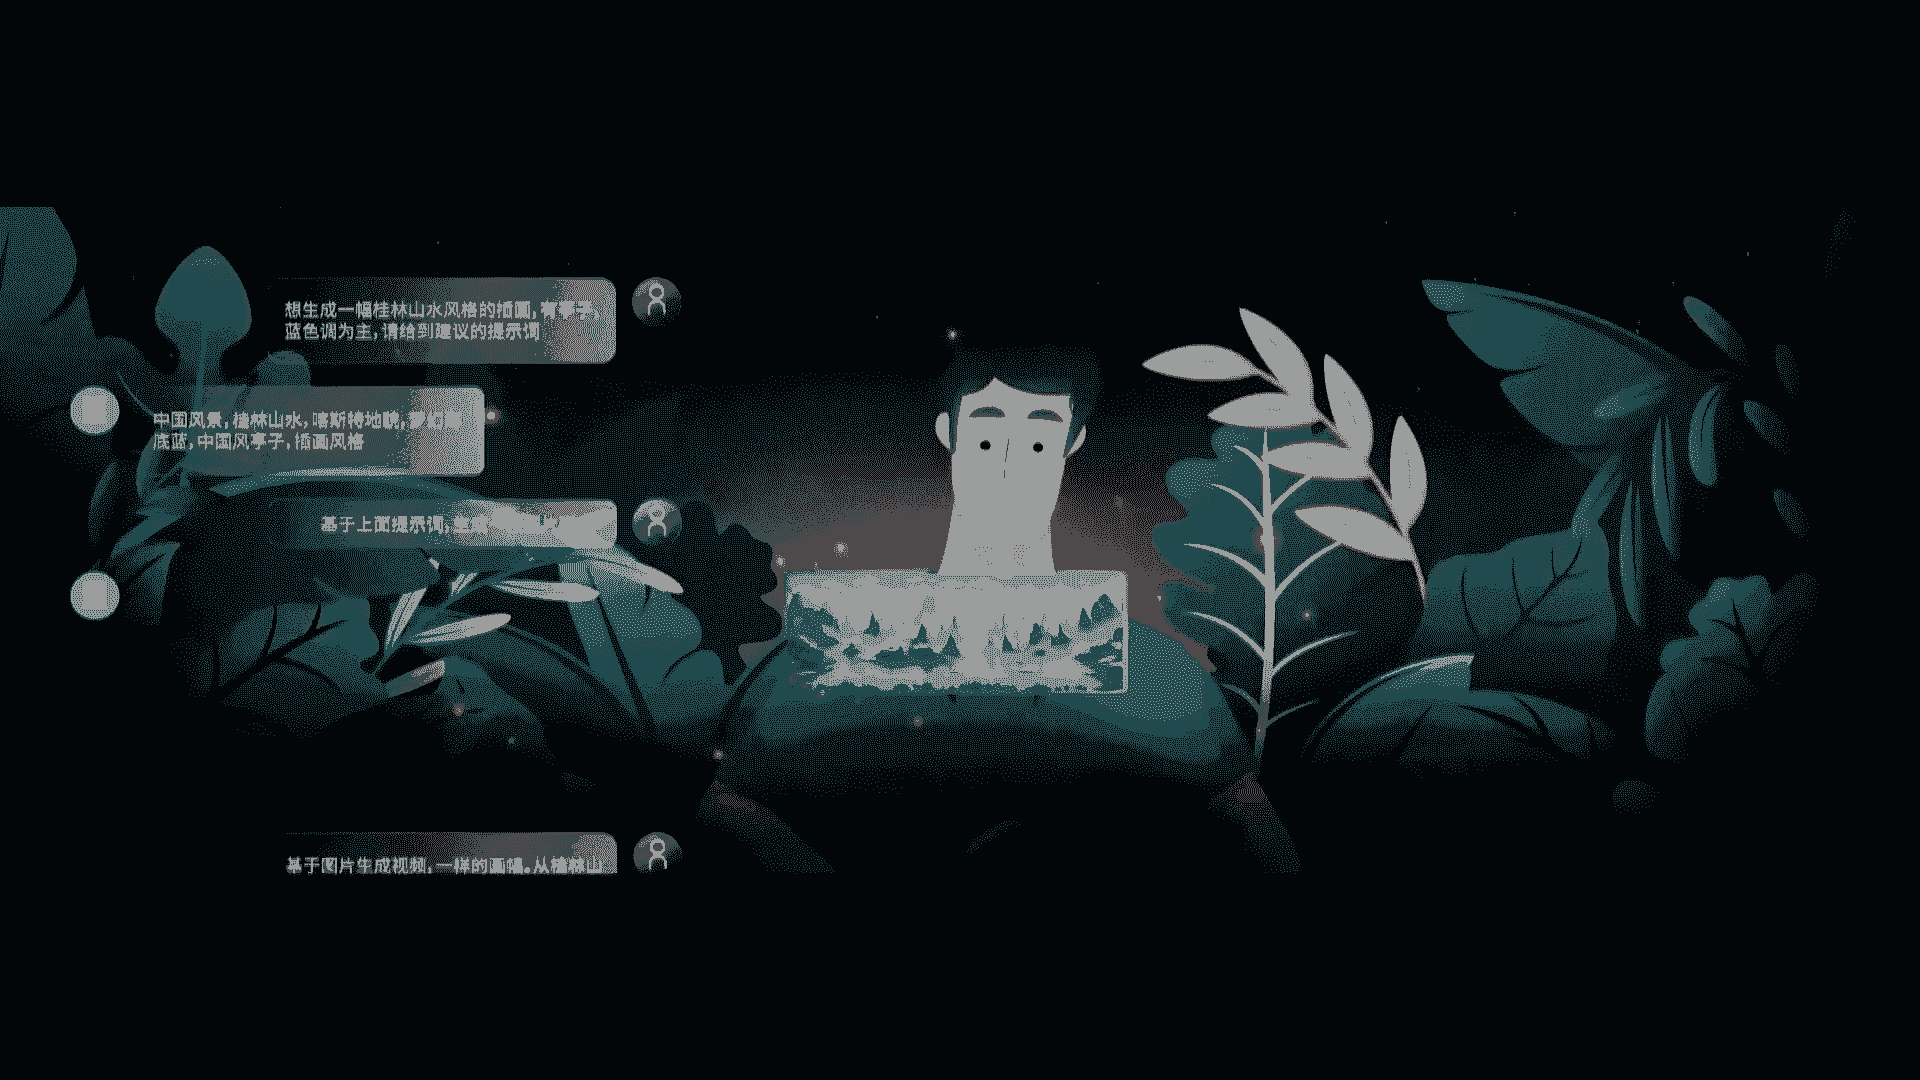 想生成一幅桂林山水风格的插画, 有亭子,
蓝色调为主, 请给到建议的提示词
中国风景, 桂林山水, 喀斯特地貌, 梦幻
底蓝, 中国风亭子, 插画风格
基于上面提示词, 生成
基于图片生成视频, 一样的画幅。从桂林山